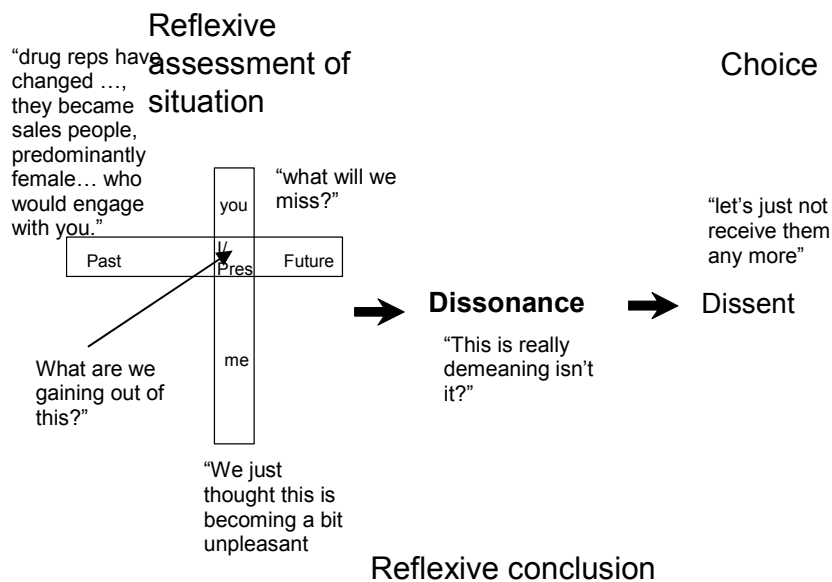 Reflexive
assessment of
situation
“drug reps have
changed …,
they became
sales people,
predominantly
female… who
would engage
with you.”
Choice
“what will we
miss?”
you
Past
I/
Pres
Future
me
What are we
gaining out of
this?”
“We just
thought this is
becoming a bit
unpleasant
Dissonance
“This is really
demeaning isn’t
it?”
“let’s just not
receive them
any more”
Dissent
Reflexive conclusion